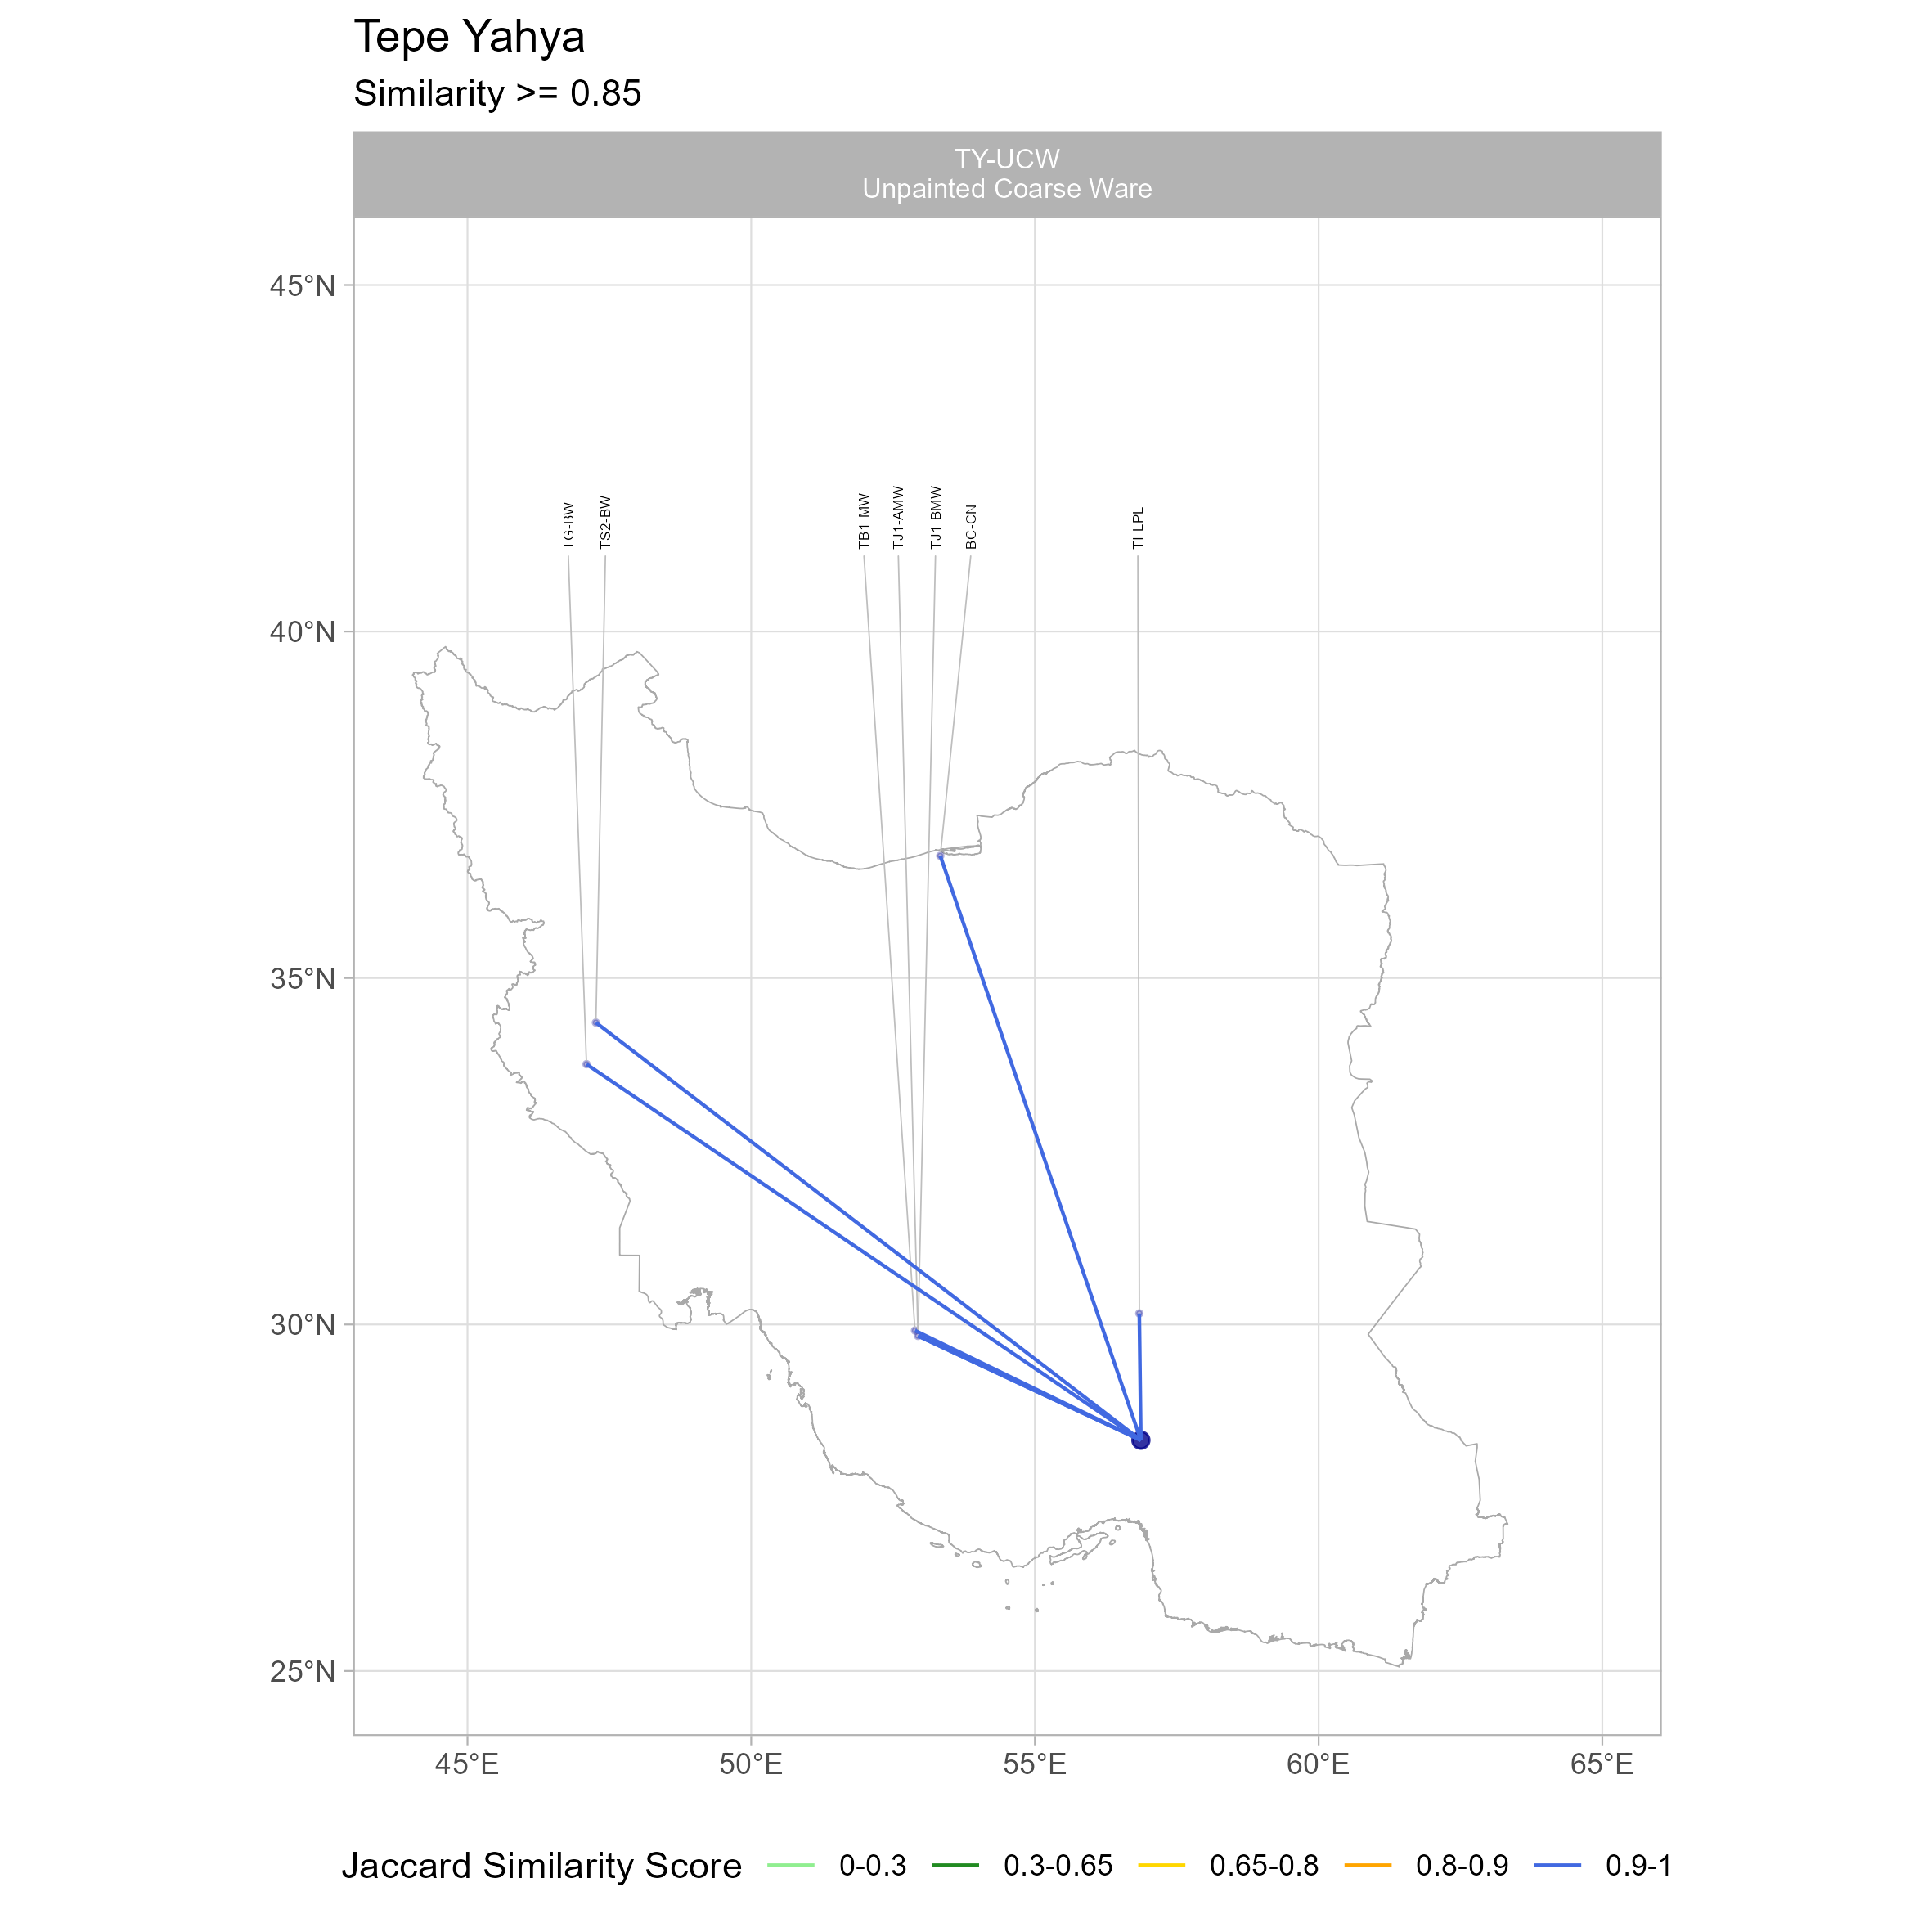 Tepe Yahya
Similarity >= 0.85
TY-UCW
Unpainted Coarse Ware
45°N
40°N
35°N
30°N
25°N
TG-BW
TS2-BW
TB1-MW
TJ1-AMW
TJ1-BMW
BC-CN
TI-LPL
45°E 50°E 55°E 60°E 65°E
Jaccard Similarity Score 0-0.3 0.3-0.65 0.65-0.8 0.8-0.9 0.9-1